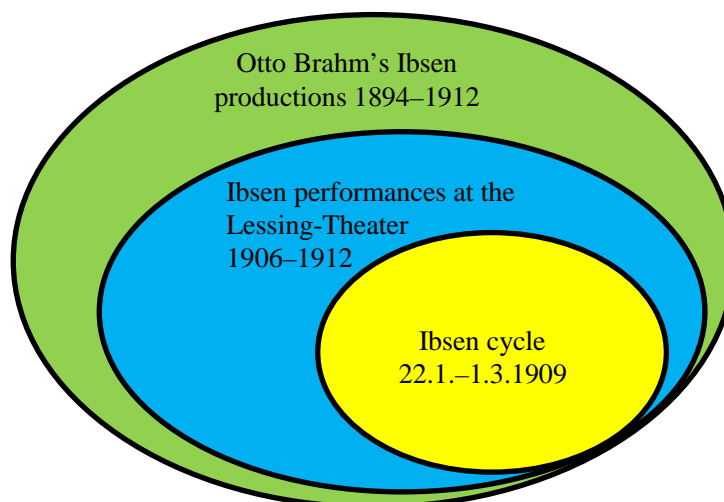 Otto Brahm’s Ibsen
productions 1894–1912
Ibsen performances at the
Lessing-Theater
1906–1912
Ibsen cycle
22.1.–1.3.1909